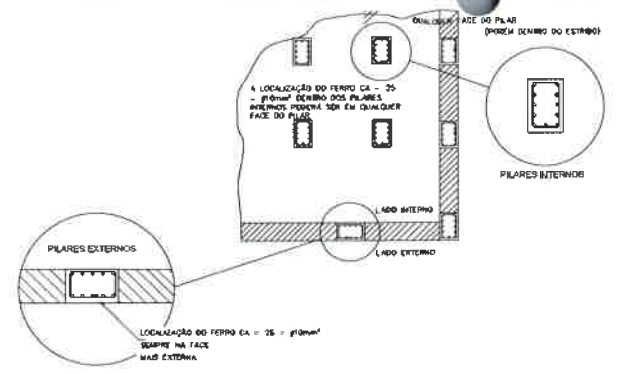 QUALQUER FACE DO PILAR
(PORÉM DENTRO DO ESTRIBO)
A LOCALIZAÇÃO DO FERRO CA - 25
- ø10mm² DENTRO DOS PILARES
INTERNOS PODERÁ SER EM QUALQUER
FACE DO PILAR
PILARES INTERNOS
LADO INTERNO
PILARES EXTERNOS
LADO EXTERNO
LOCALIZAÇÃO DO FERRO CA - 25 - ø10mm²
SEMPRE NA FACE
MAIS EXTERNA